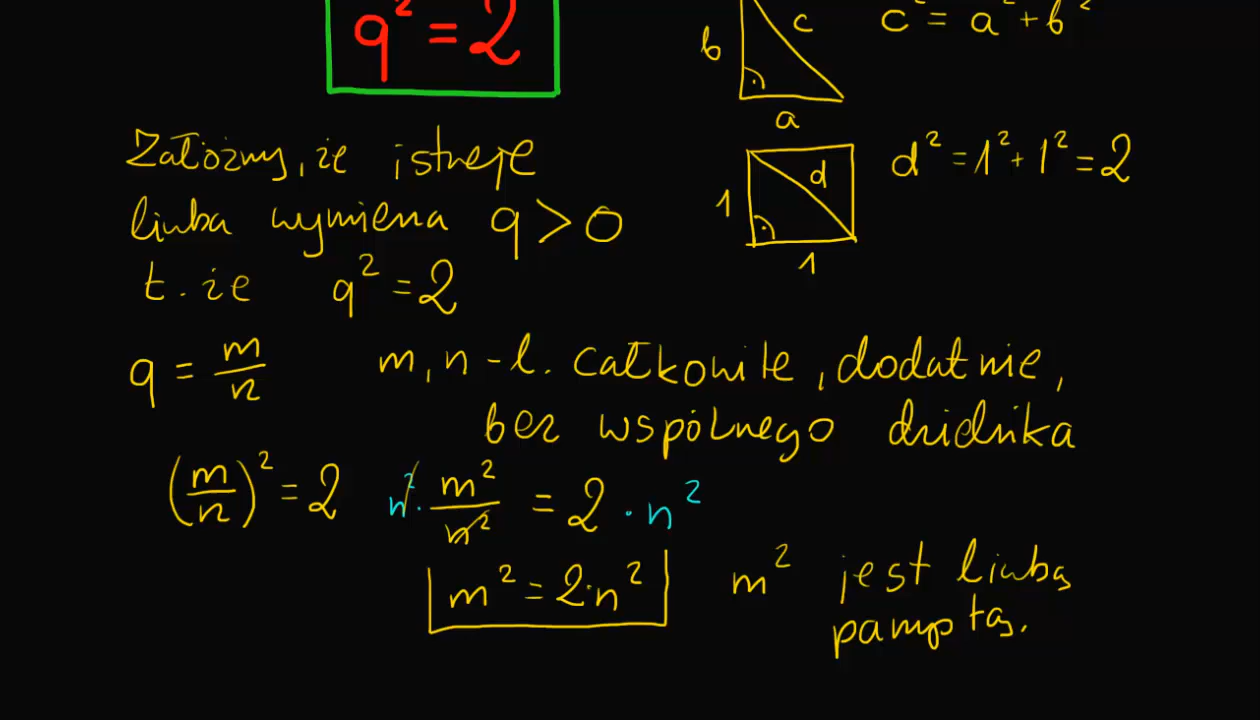 q² = 2
c
b
a
c² = a² + b²
Założmy, że istnieje
d
1
1
d² = 1² + 1² = 2
liczba wymierna q > 0
t. że q² = 2
q = m/n m, n - l. całkowite, dodatnie,
bez wspólnego dzielnika
(m/n)² = 2 n² · m²/n² = 2 · n²
m² = 2·n² m² jest liczbą
parzystą.